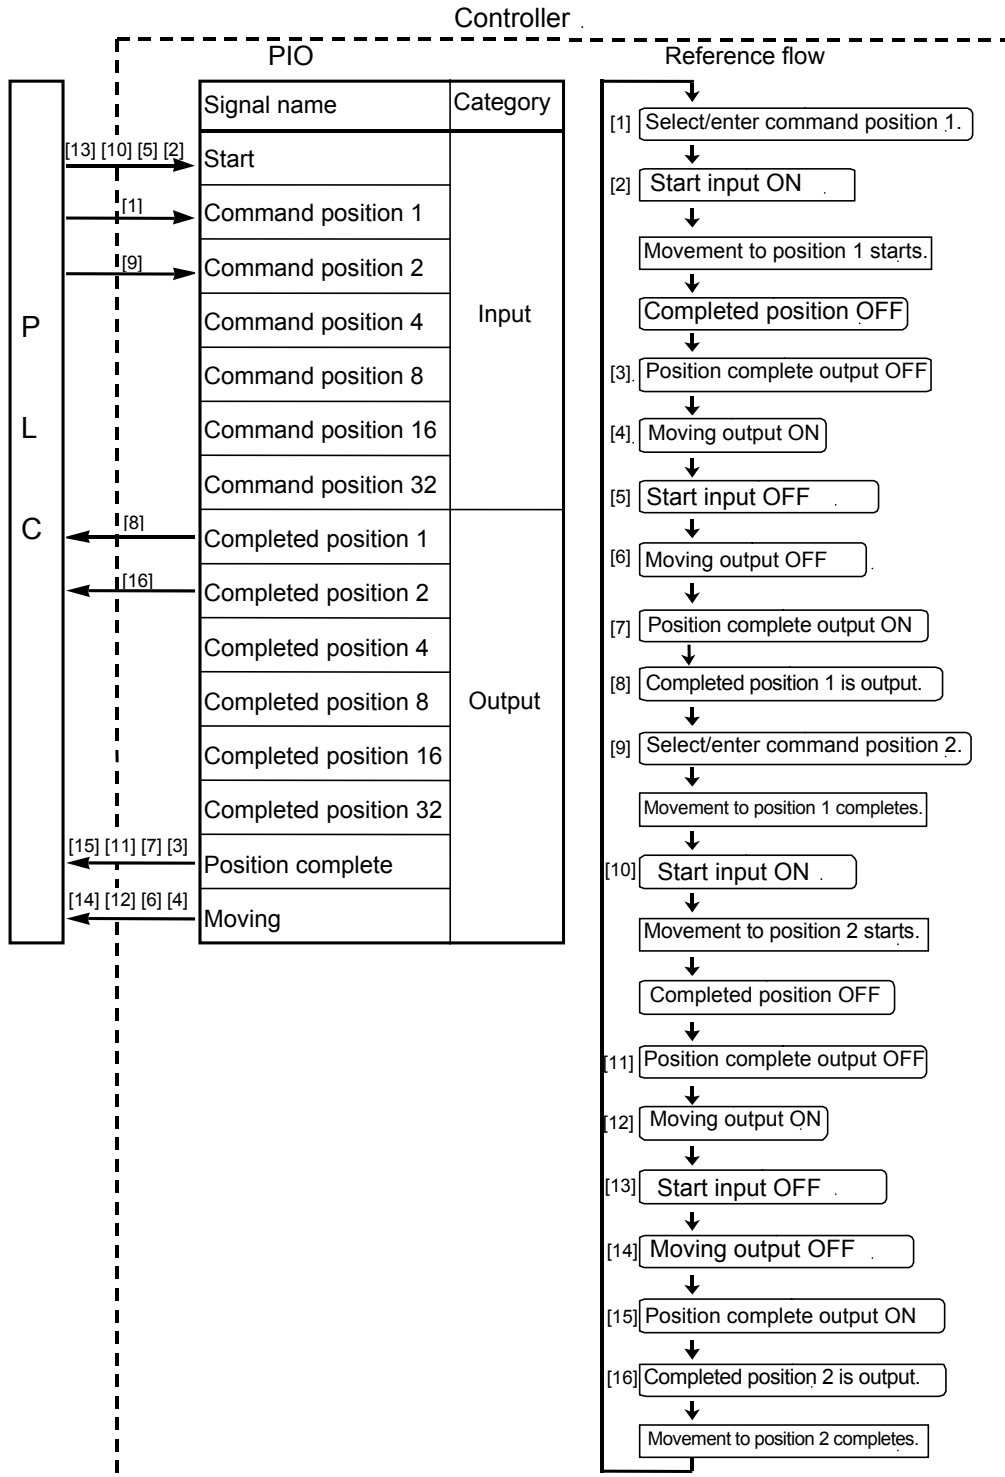 Controller
PIO
Reference flow
Signal name
Category
[13] [10] [5] [2]
Start
[1]
Command position 1
[9]
Command position 2
Command position 4
Command position 8
Command position 16
Command position 32
Input
P
L
C
[8]
Completed position 1
[16]
Completed position 2
Completed position 4
Completed position 8
Completed position 16
Completed position 32
Output
[15] [11] [7] [3]
Position complete
[14] [12] [6] [4]
Moving
[1] Select/enter command position 1.
[2] Start input ON
Movement to position 1 starts.
Completed position OFF
[3] Position complete output OFF
[4] Moving output ON
[5] Start input OFF
[6] Moving output OFF
[7] Position complete output ON
[8] Completed position 1 is output.
[9] Select/enter command position 2.
Movement to position 1 completes.
[10] Start input ON
Movement to position 2 starts.
Completed position OFF
[11] Position complete output OFF
[12] Moving output ON
[13] Start input OFF
[14] Moving output OFF
[15] Position complete output ON
[16] Completed position 2 is output.
Movement to position 2 completes.